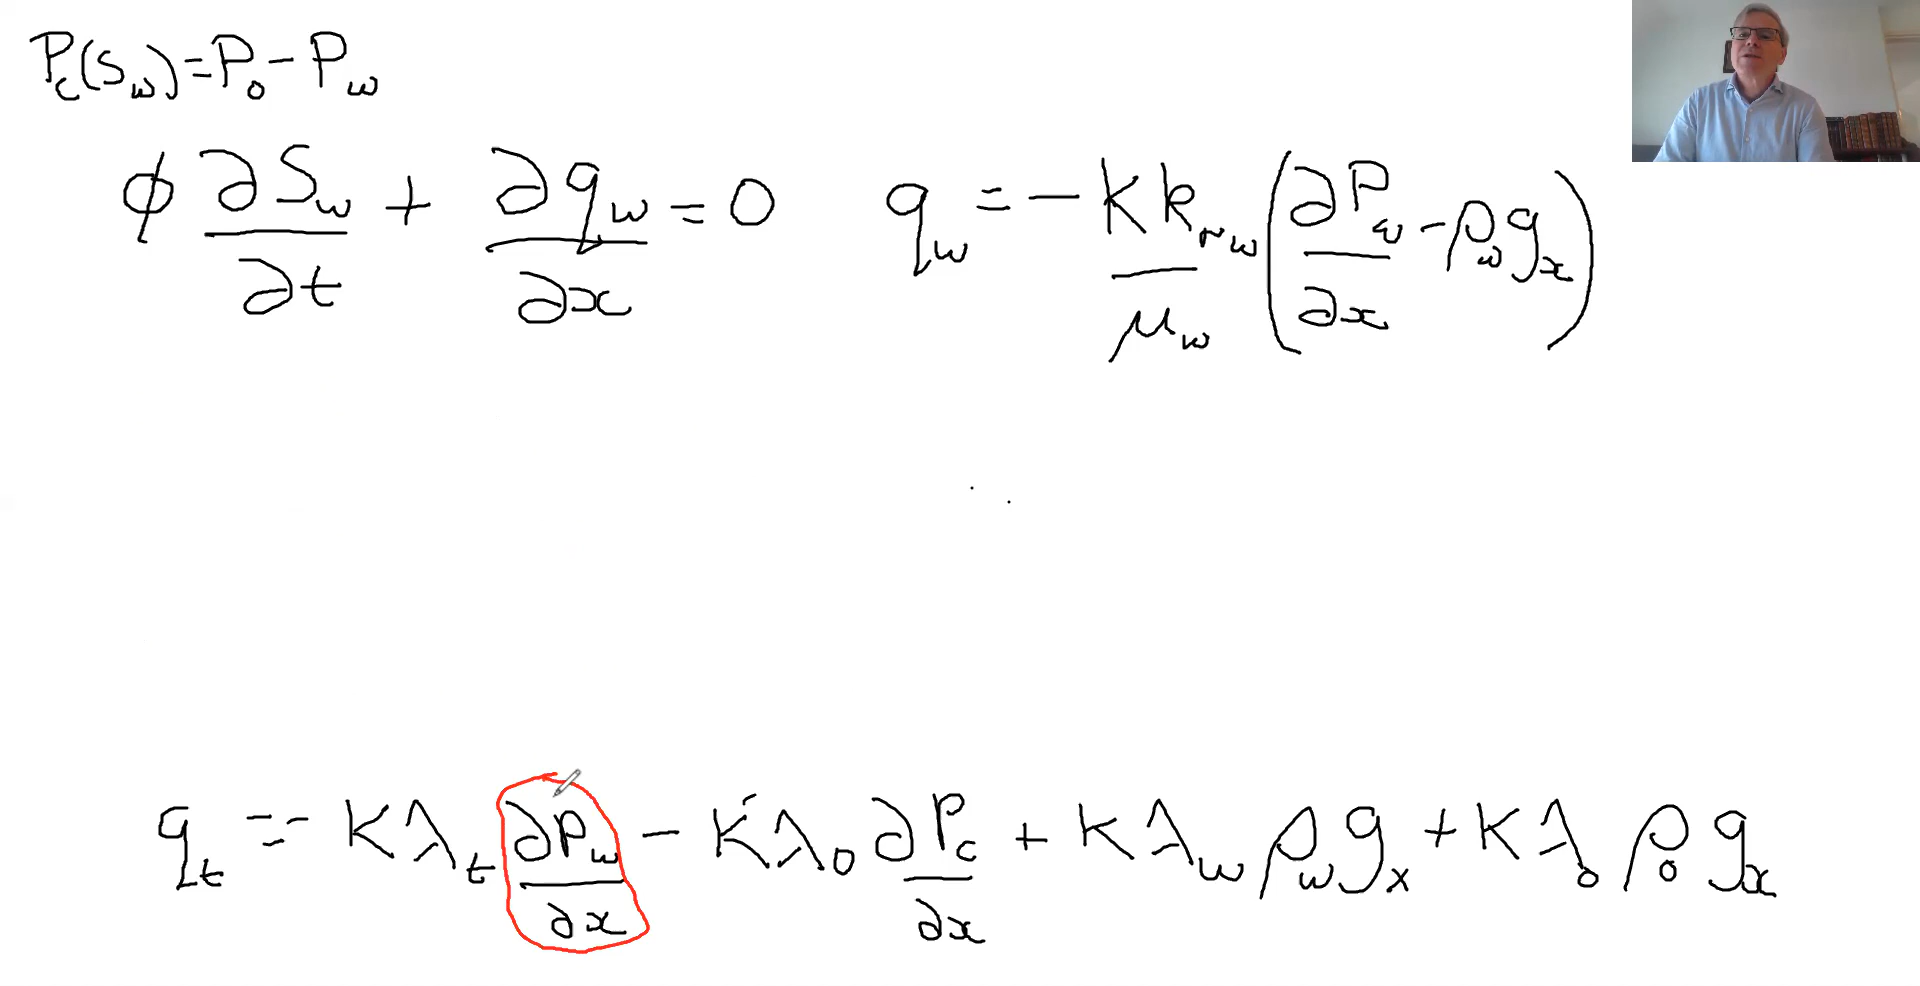 P_c(S_w) = P_o - P_w
ϕ ∂S_w/∂t + ∂q_w/∂x = 0    q_w = - K k_rw/μ_w (∂P_w/∂x - ρ_w g_x)
q_t = - K λ_t ∂P_w/∂x - K λ_o ∂P_c/∂x + K λ_w ρ_w g_x + K λ_o ρ_o g_x